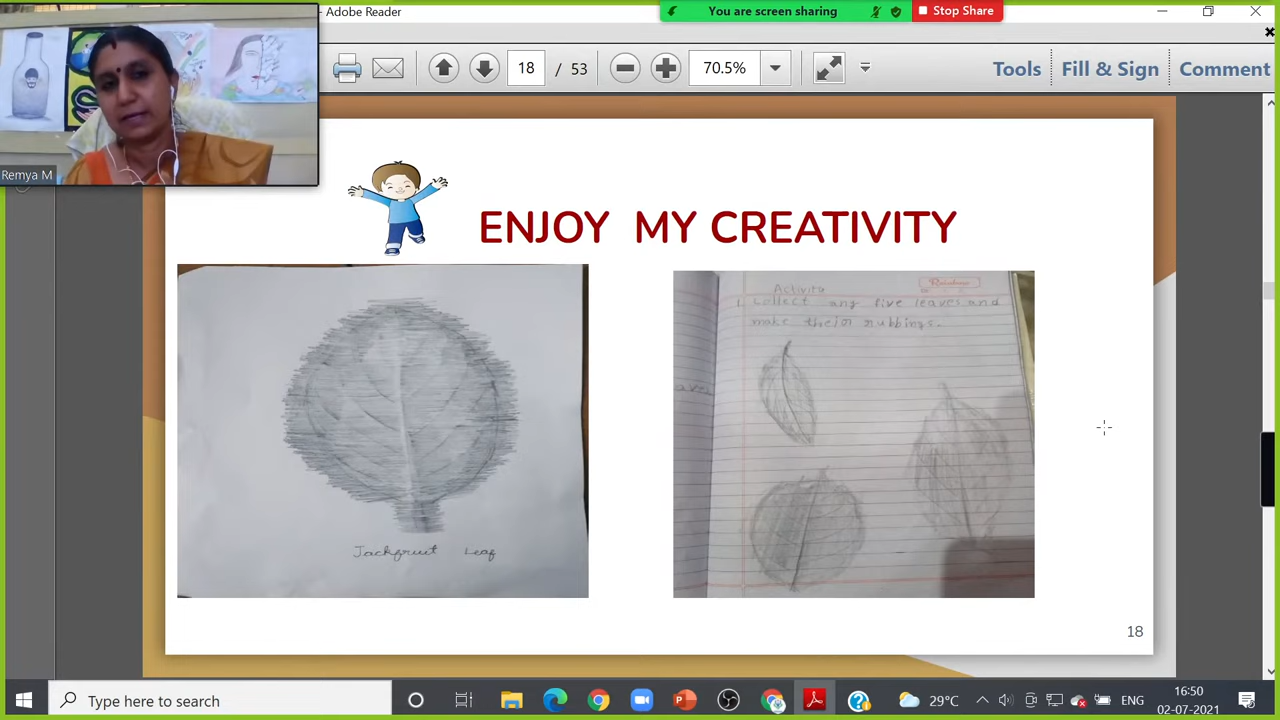 - Adobe Reader
You are screen sharing
Stop Share
18 / 53
70.5%
Tools
Fill & Sign
Comment
Remya M
ENJOY MY CREATIVITY
Jackfruit Leaf
Rainbow
Activity
1. Collect any five leaves and
make their rubbings.
18
Type here to search
29°C
ENG
16:50
02-07-2021